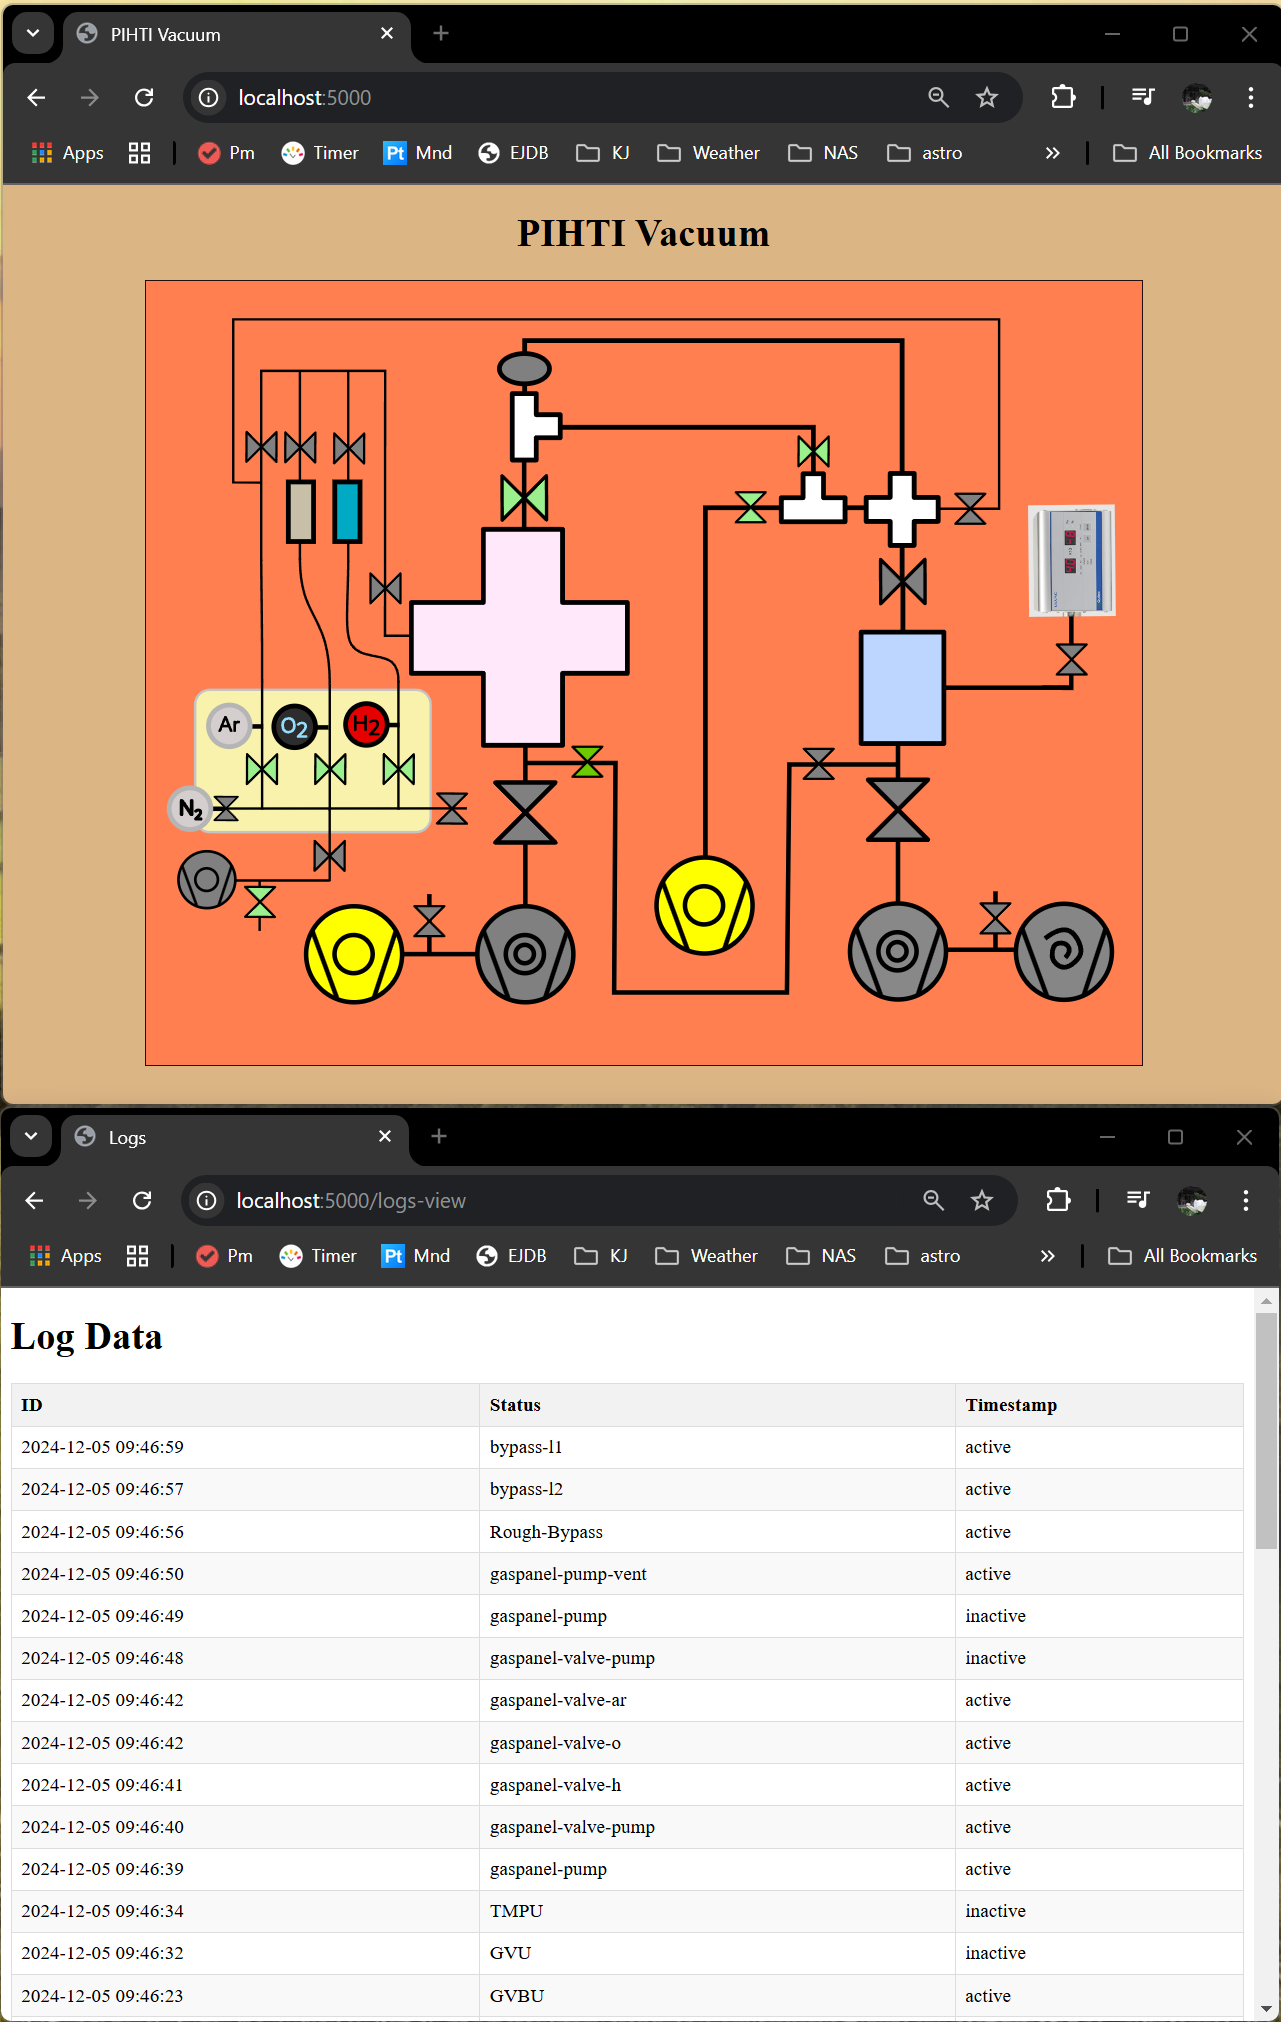 PIHTI Vacuum
localhost:5000
Apps Pm Timer Pt Mnd EJDB KJ Weather NAS astro All Bookmarks
PIHTI Vacuum
Ar O2 H2
N2
Logs
localhost:5000/logs-view
Apps Pm Timer Pt Mnd EJDB KJ Weather NAS astro All Bookmarks
Log Data
ID Status Timestamp
2024-12-05 09:46:59 bypass-l1 active
2024-12-05 09:46:57 bypass-l2 active
2024-12-05 09:46:56 Rough-Bypass active
2024-12-05 09:46:50 gaspanel-pump-vent active
2024-12-05 09:46:49 gaspanel-pump inactive
2024-12-05 09:46:48 gaspanel-valve-pump inactive
2024-12-05 09:46:42 gaspanel-valve-ar active
2024-12-05 09:46:42 gaspanel-valve-o active
2024-12-05 09:46:41 gaspanel-valve-h active
2024-12-05 09:46:40 gaspanel-valve-pump active
2024-12-05 09:46:39 gaspanel-pump active
2024-12-05 09:46:34 TMPU inactive
2024-12-05 09:46:32 GVU inactive
2024-12-05 09:46:23 GVBU active